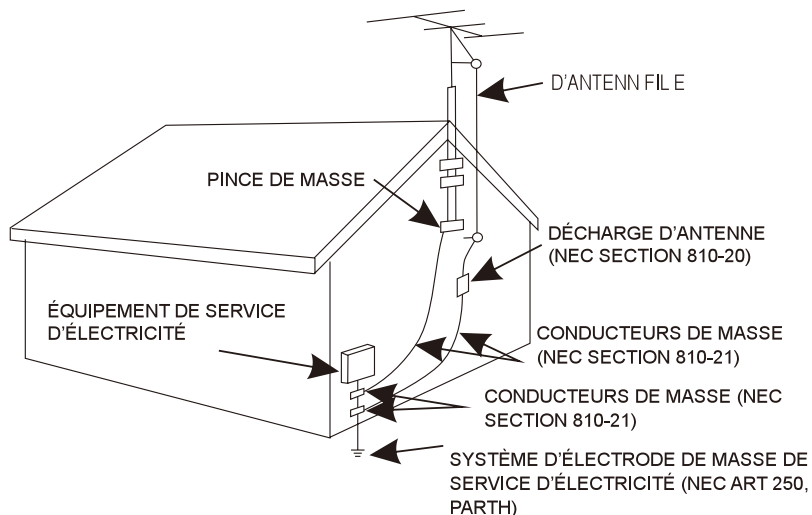 D'ANTENN FIL E
PINCE DE MASSE
DÉCHARGE D'ANTENNE
(NEC SECTION 810-20)
ÉQUIPEMENT DE SERVICE
D'ÉLECTRICITÉ
CONDUCTEURS DE MASSE
(NEC SECTION 810-21)
CONDUCTEURS DE MASSE (NEC
SECTION 810-21)
SYSTÈME D'ÉLECTRODE DE MASSE DE
SERVICE D'ÉLECTRICITÉ (NEC ART 250,
PARTH)